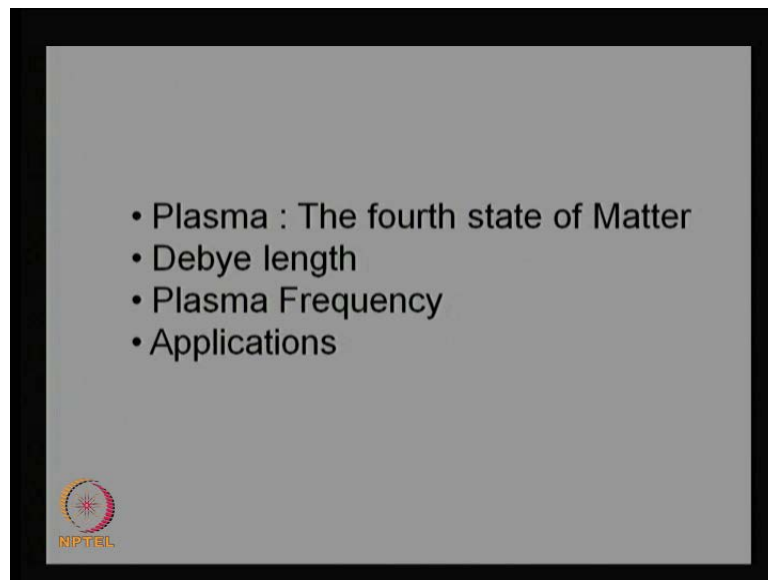 • Plasma : The fourth state of Matter
• Debye length
• Plasma Frequency
• Applications
NPTEL